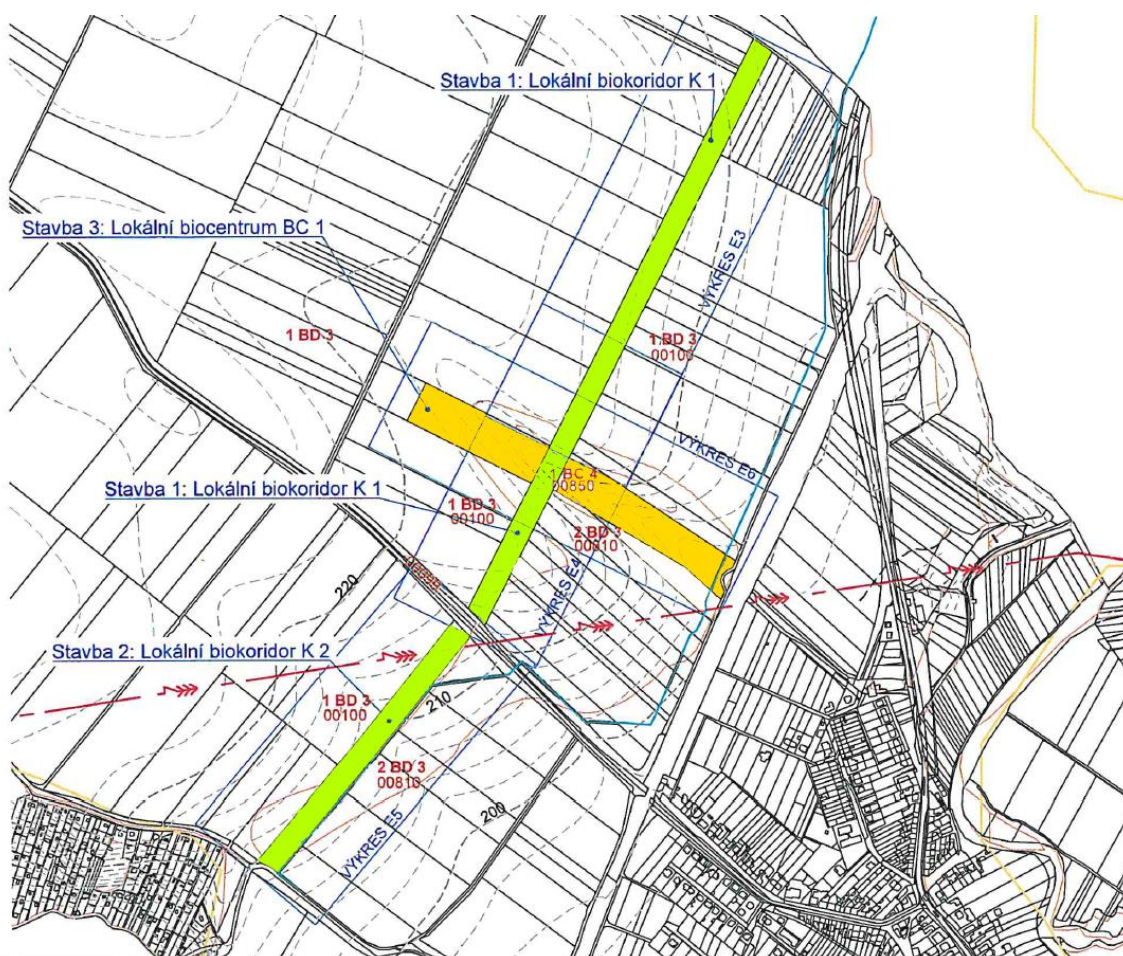 Stavba 1: Lokální biokoridor K 1
Stavba 3: Lokální biocentrum BC 1
VÝKRES E3
1 BD 3
1 BD 3
00100
VÝKRES E6
1 BC 4
00850
Stavba 1: Lokální biokoridor K 1
1 BD 3
00100
2 BD 3
00810
VÝKRES E4
220
Stavba 2: Lokální biokoridor K 2
1 BD 3
00100
210
2 BD 3
00810
200
VÝKRES E5